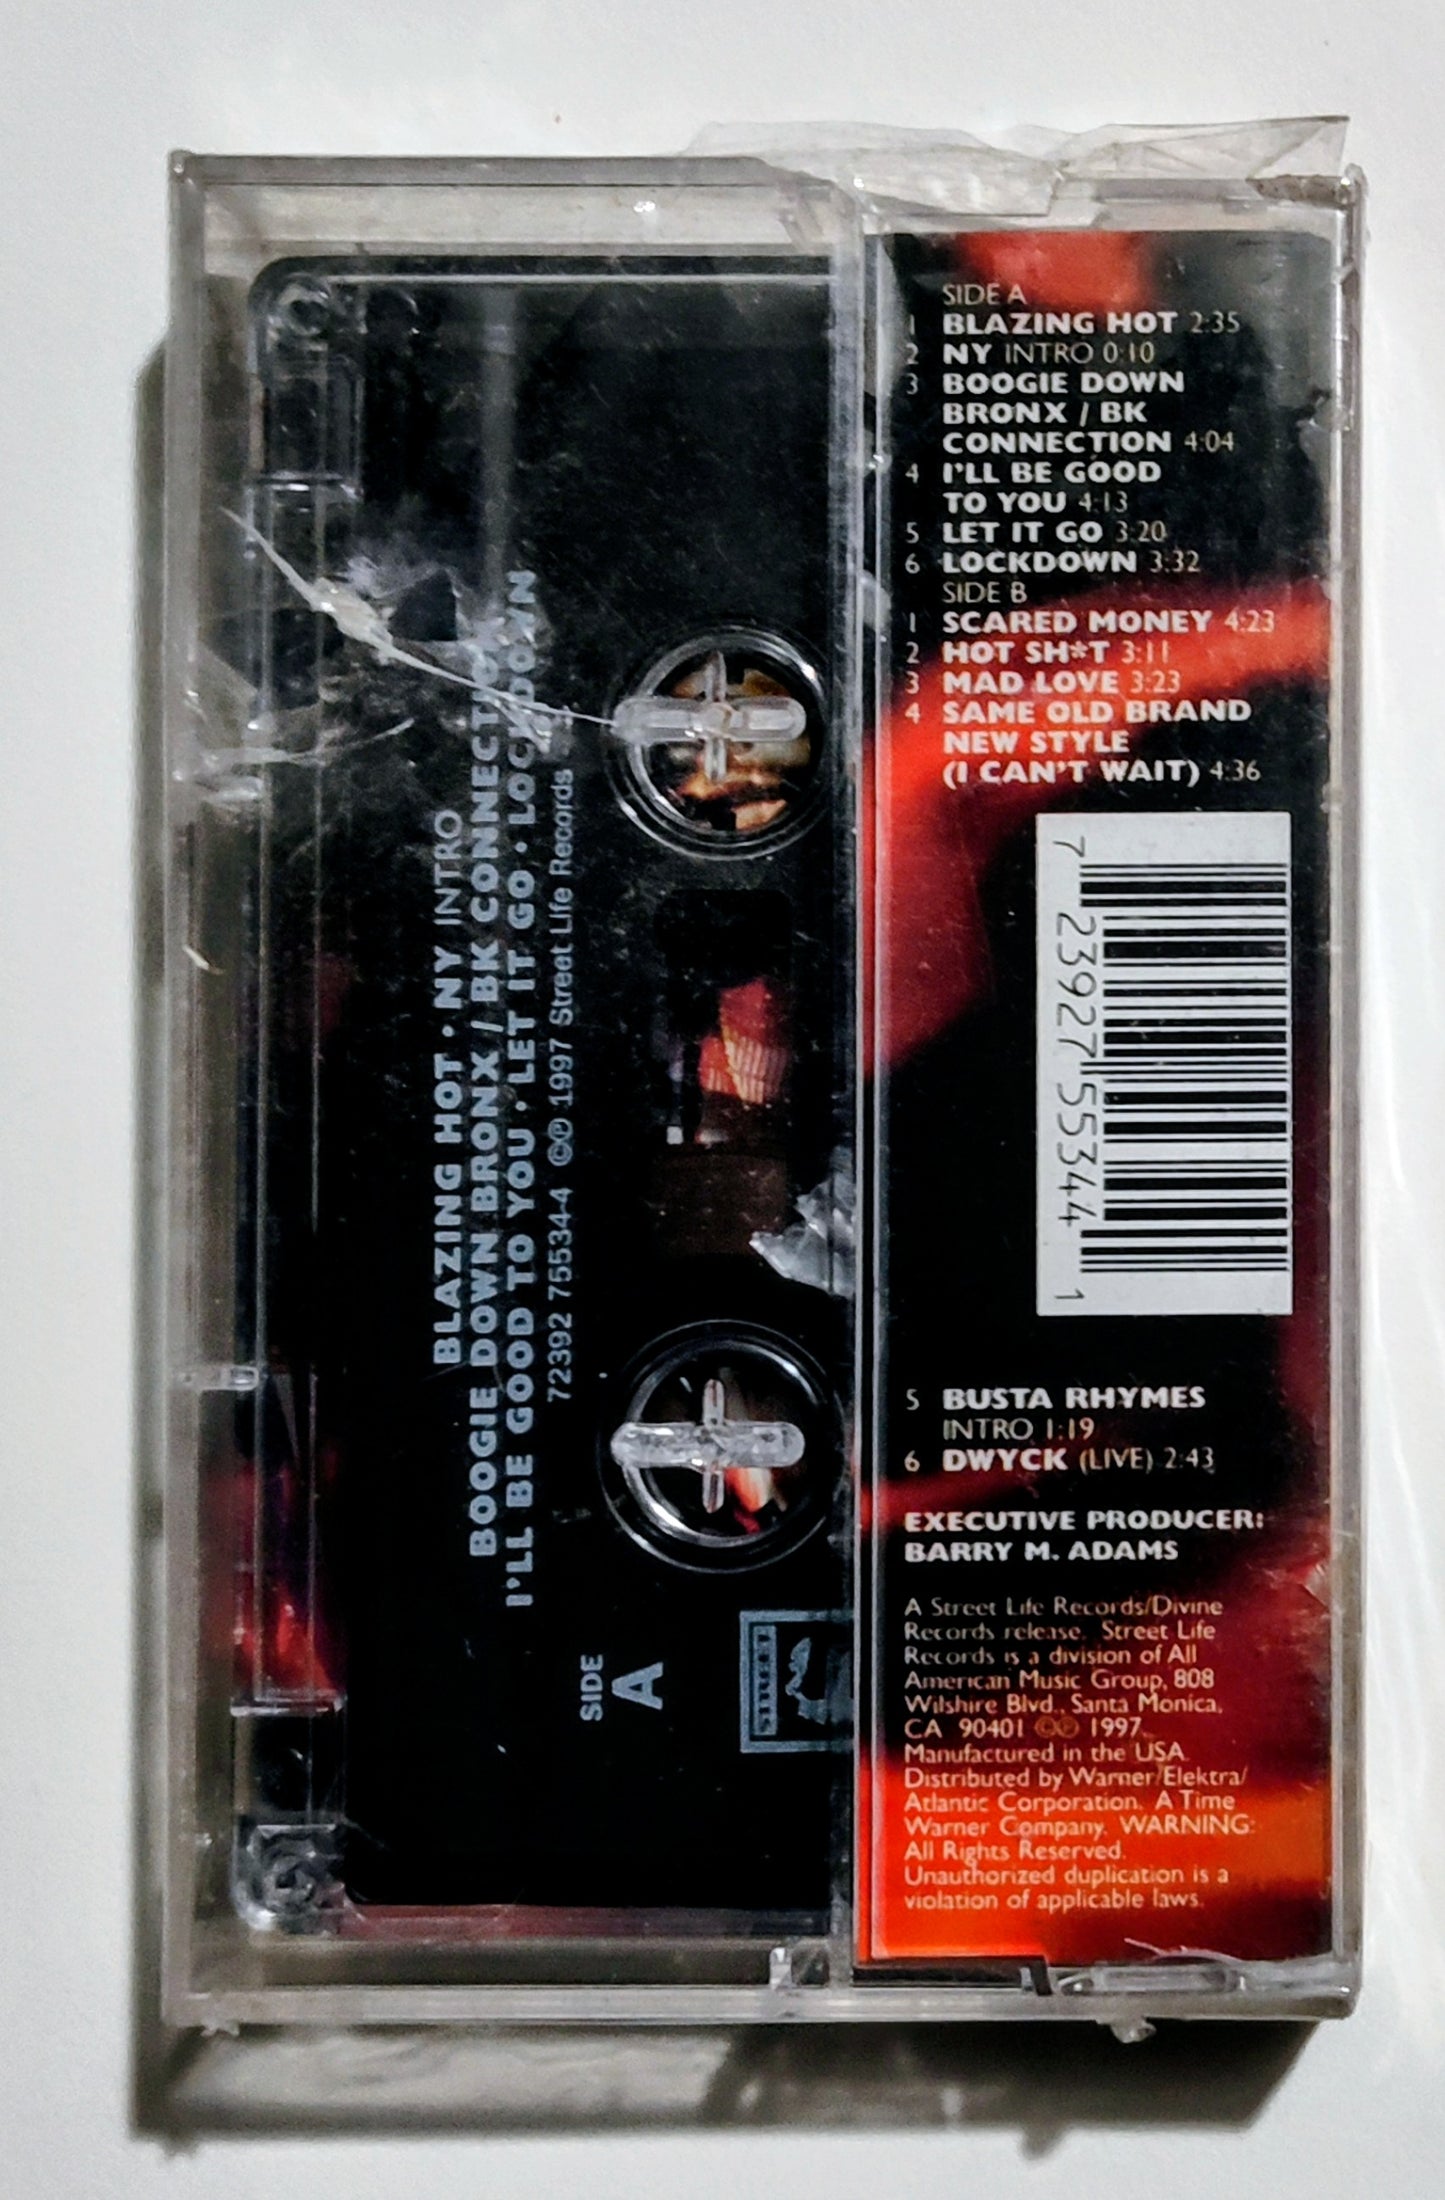 SIDE A
1 BLAZING HOT 2:35
2 NY INTRO 0:10
3 BOOGIE DOWN
BRONX / BK
CONNECTION 4:04
4 I'LL BE GOOD
TO YOU 4:13
5 LET IT GO 3:20
6 LOCKDOWN 3:32
SIDE B
1 SCARED MONEY 4:23
2 HOT SH*T 3:11
3 MAD LOVE 3:23
4 SAME OLD BRAND
NEW STYLE
(I CAN'T WAIT) 4:36
7 23927 55344 1
5 BUSTA RHYMES
INTRO 1:19
6 DWYCK (LIVE) 2:43
EXECUTIVE PRODUCER:
BARRY M. ADAMS
A Street Life Records/Divine
Records release. Street Life
Records is a division of All
American Music Group, 808
Wilshire Blvd., Santa Monica,
CA 90401 ©℗ 1997.
Manufactured in the USA.
Distributed by Warner/Elektra/
Atlantic Corporation. A Time
Warner Company. WARNING:
All Rights Reserved.
Unauthorized duplication is a
violation of applicable laws.
BLAZING HOT · NY INTRO
BOOGIE DOWN BRONX / BK CONNECTION
I'LL BE GOOD TO YOU · LET IT GO · LOCKDOWN
72392 75534-4 ©℗ 1997 Street Life Records
SIDE
A
STREET